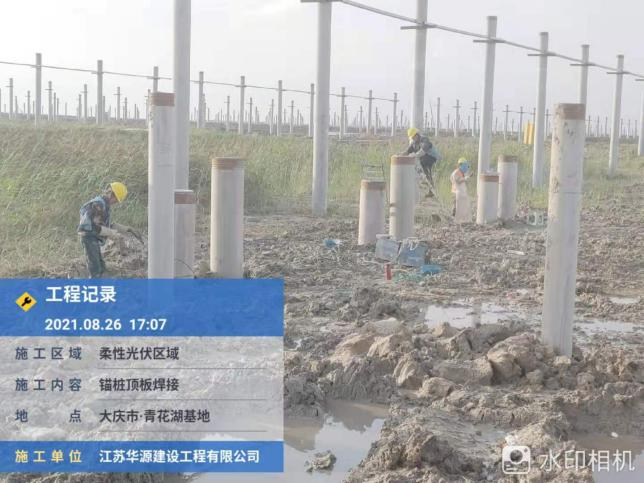 工程记录
2021.08.26 17:07
施工区域 柔性光伏区域
施工内容 锚桩顶板焊接
地点 大庆市·青花湖基地
施工单位 江苏华源建设工程有限公司
水印相机